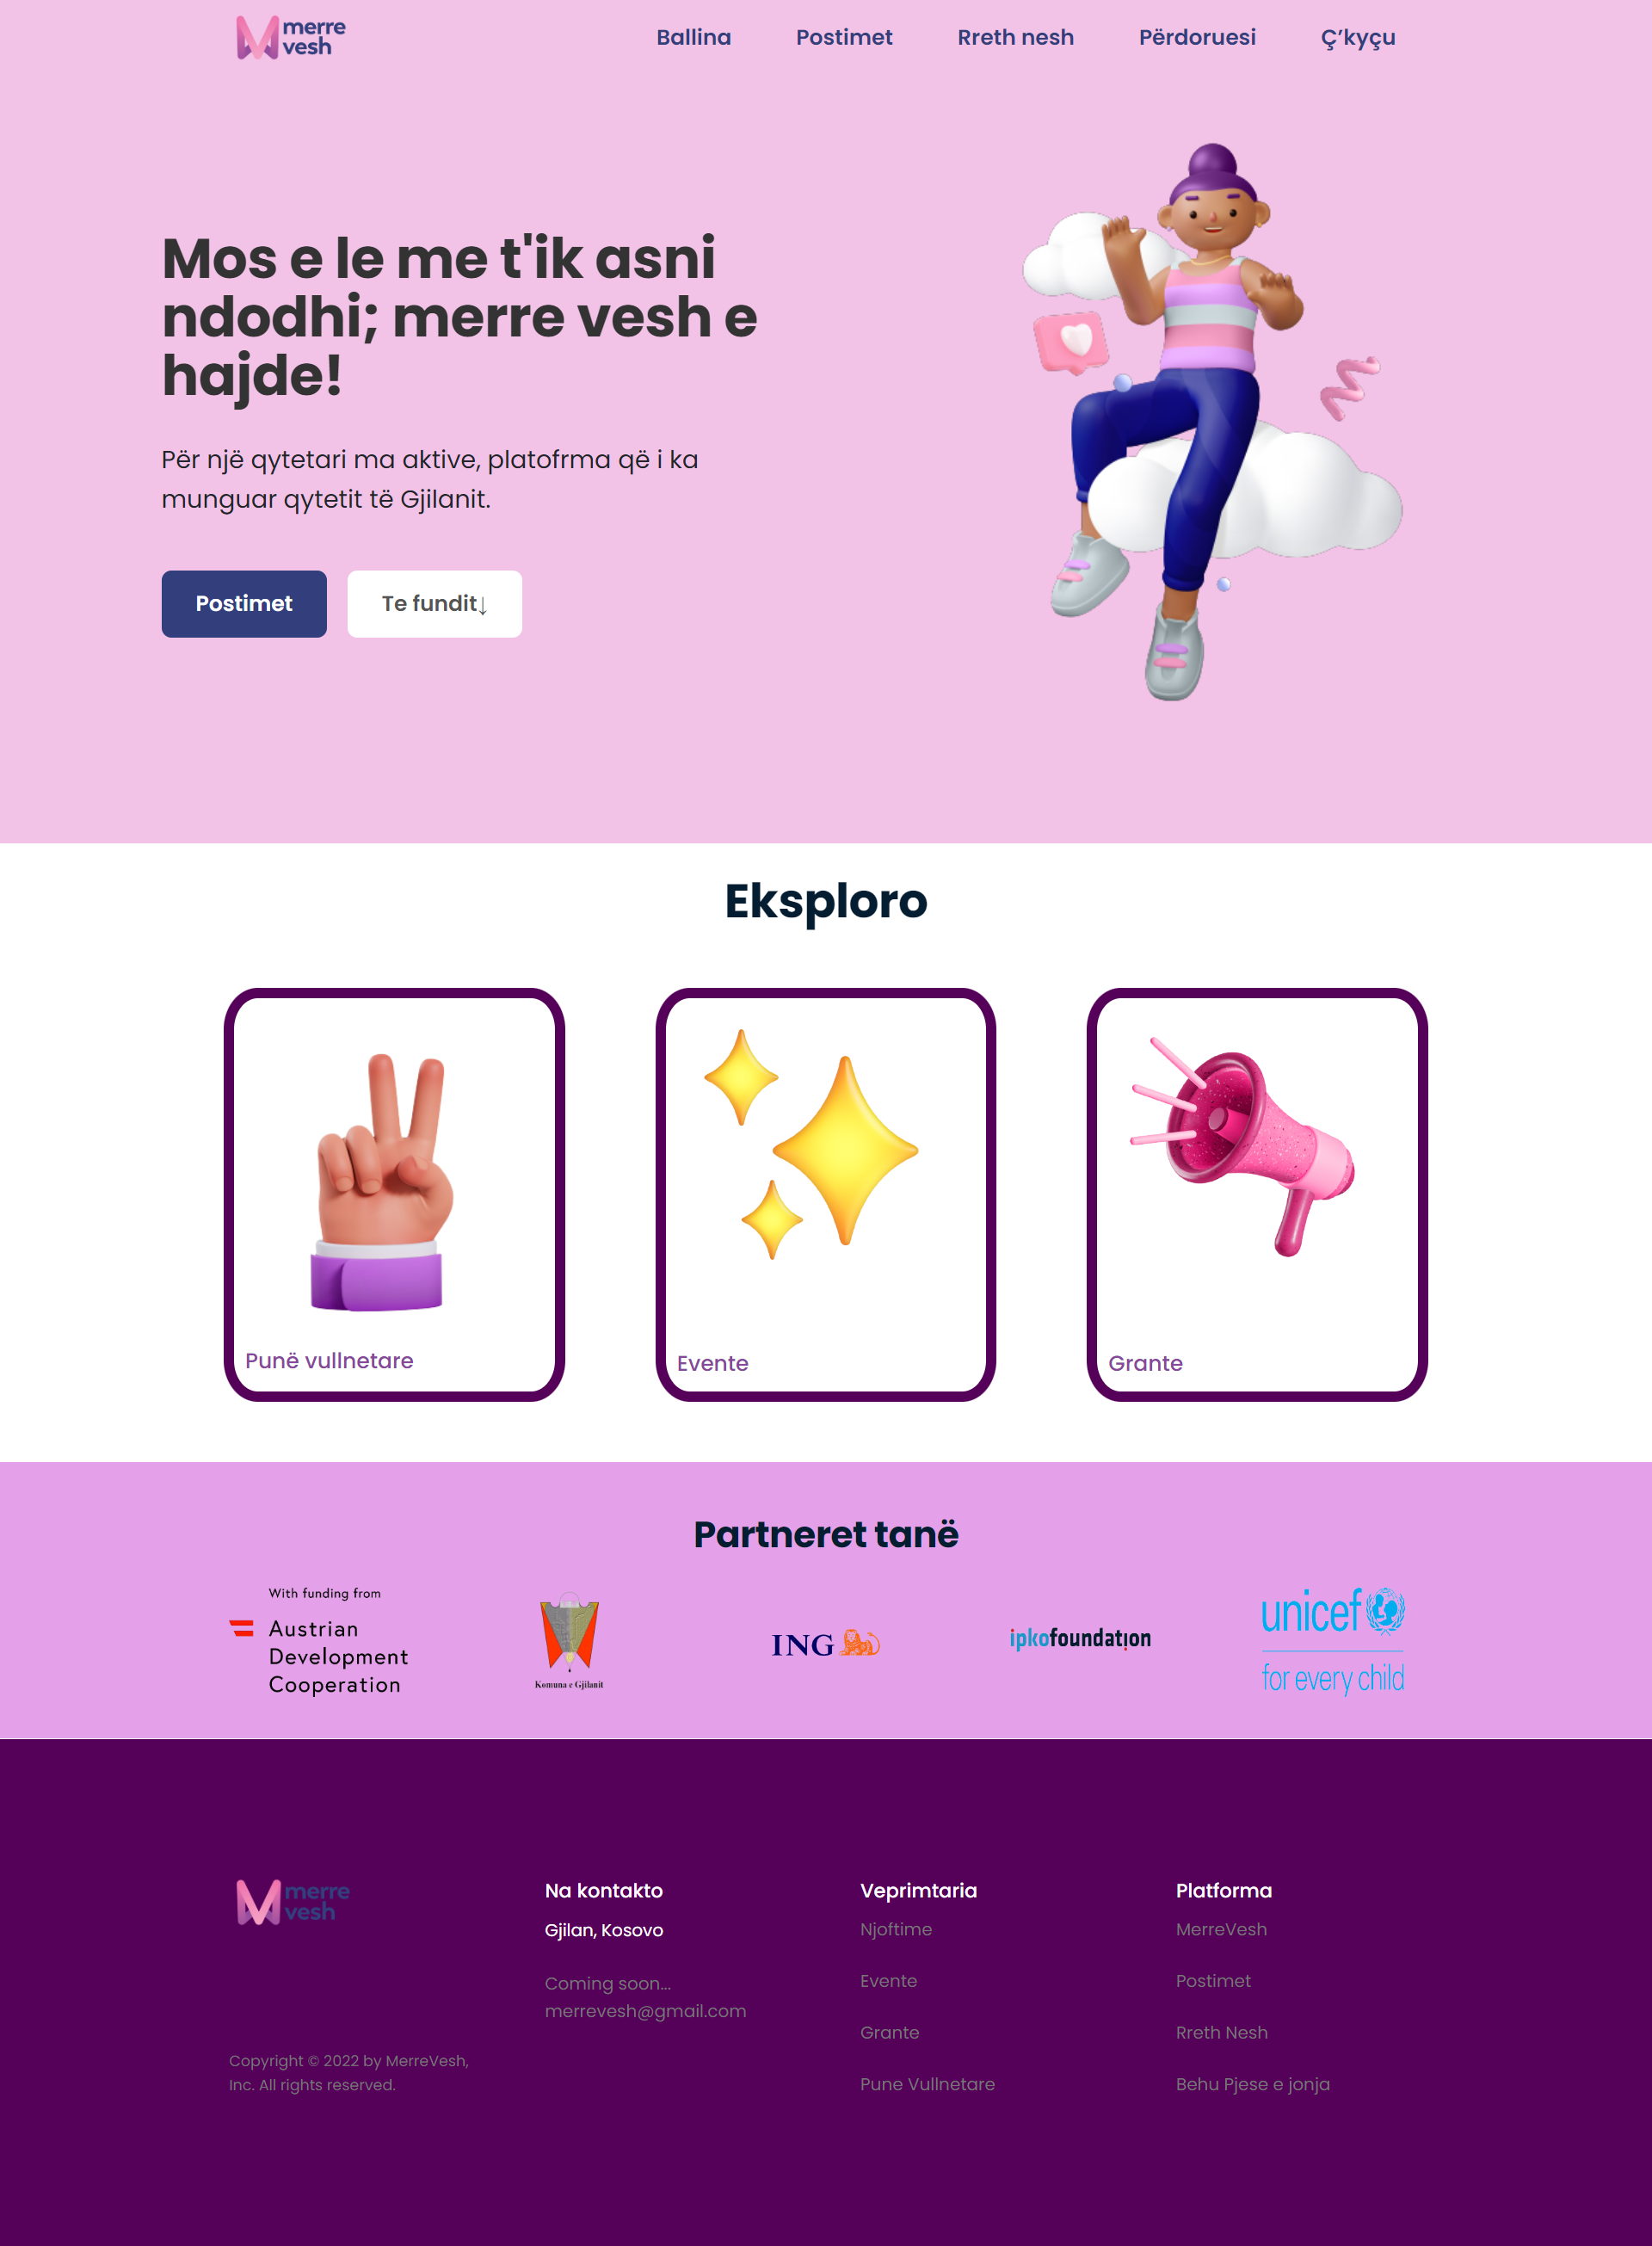 merre
vesh
Ballina
Postimet
Rreth nesh
Përdoruesi
Ç’kyçu
Mos e le me t'ik asni
ndodhi; merre vesh e
hajde!
Për një qytetari ma aktive, platofrma që i ka
munguar qytetit të Gjilanit.
Postimet
Te fundit↓
Eksploro
Punë vullnetare
Evente
Grante
Partneret tanë
With funding from
Austrian
Development
Cooperation
Komuna e Gjilanit
ING
ipkofoundation
unicef
for every child
merre
vesh
Copyright © 2022 by MerreVesh,
Inc. All rights reserved.
Na kontakto
Gjilan, Kosovo
Coming soon...
merrevesh@gmail.com
Veprimtaria
Njoftime
Evente
Grante
Pune Vullnetare
Platforma
MerreVesh
Postimet
Rreth Nesh
Behu Pjese e jonja